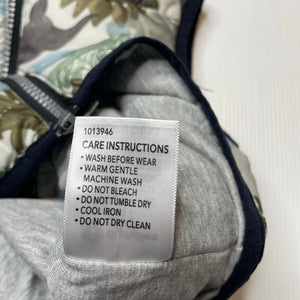 1013946
CARE INSTRUCTIONS
• WASH BEFORE WEAR
• WARM GENTLE
MACHINE WASH
• DO NOT BLEACH
• DO NOT TUMBLE DRY
• COOL IRON
• DO NOT DRY CLEAN